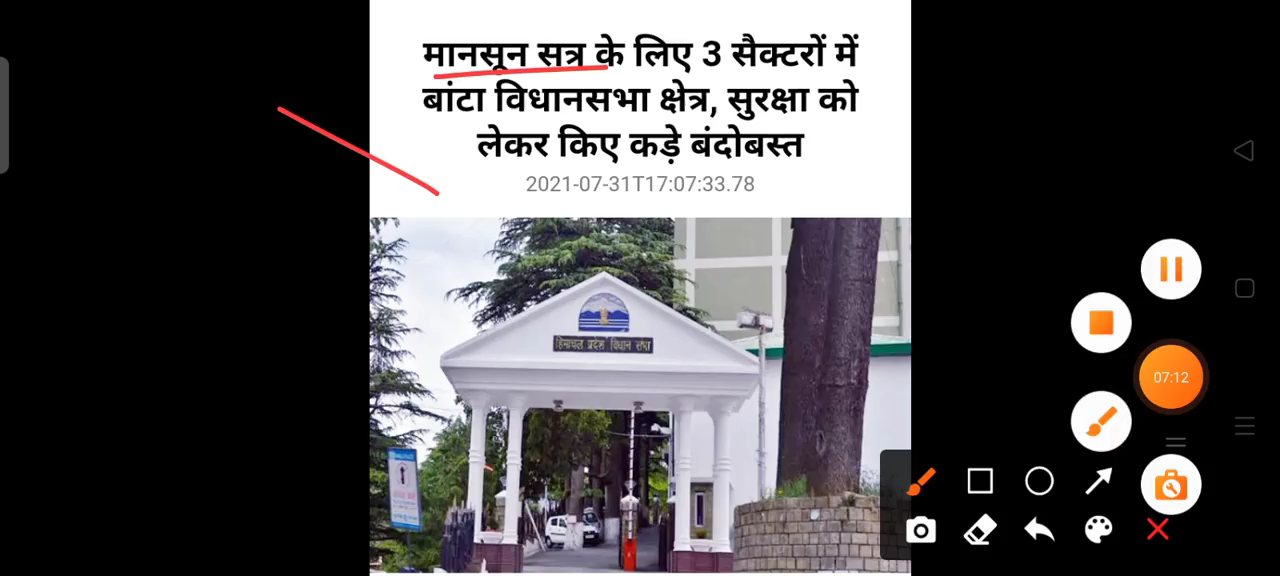 मानसून सत्र के लिए 3 सैक्टरों में
बांटा विधानसभा क्षेत्र, सुरक्षा को
लेकर किए कड़े बंदोबस्त
2021-07-31T17:07:33.78
हिमाचल प्रदेश विधान सभा
07:12